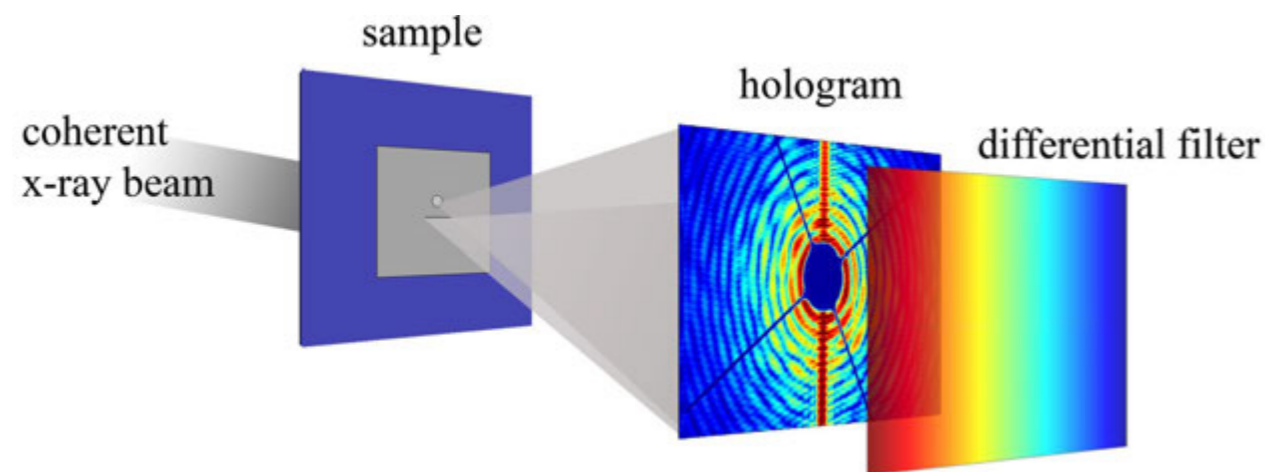 sample
hologram
coherent
x-ray beam
differential filter